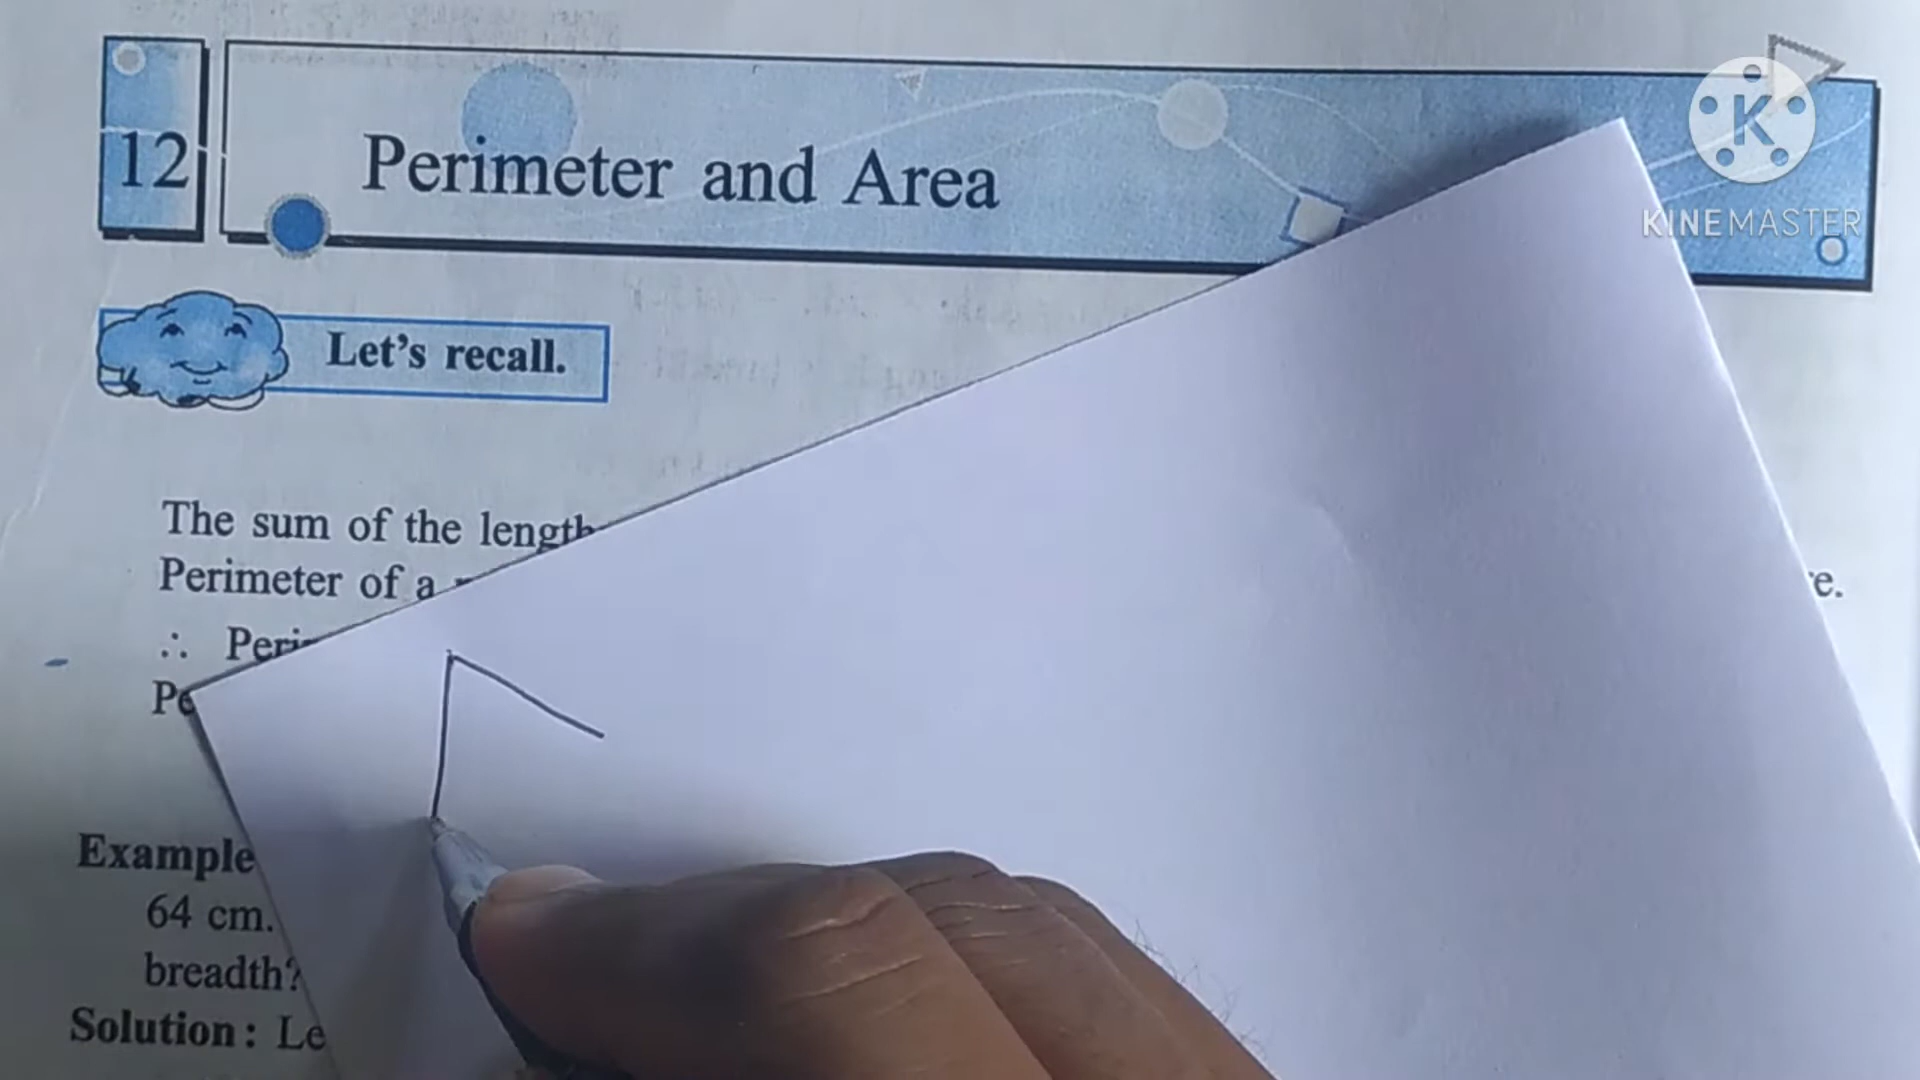 12
Perimeter and Area
KINEMASTER
Let's recall.
The sum of the length
Perimeter of a
e.
∴ Peri
Pe
Example
64 cm.
breadth?
Solution : Le